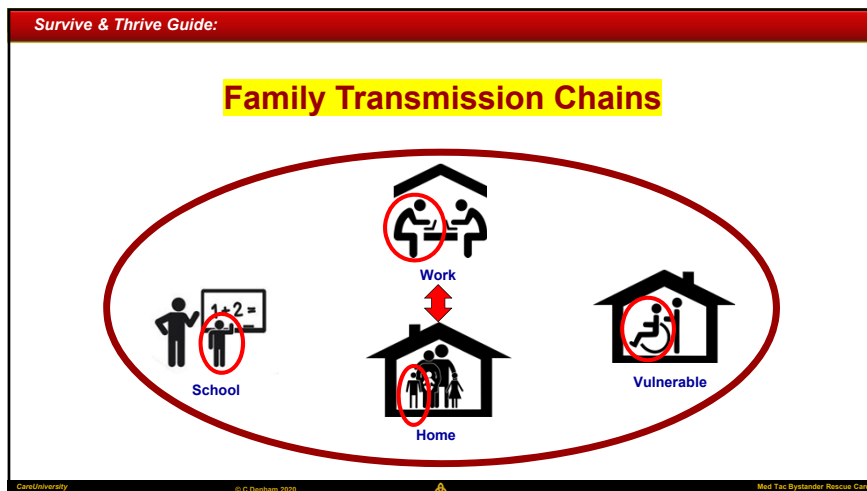 Survive & Thrive Guide:
Family Transmission Chains
Work
1+2=
School
Vulnerable
Home
CareUniversity
© C Denham 2020
Med Tac Bystander Rescue Care